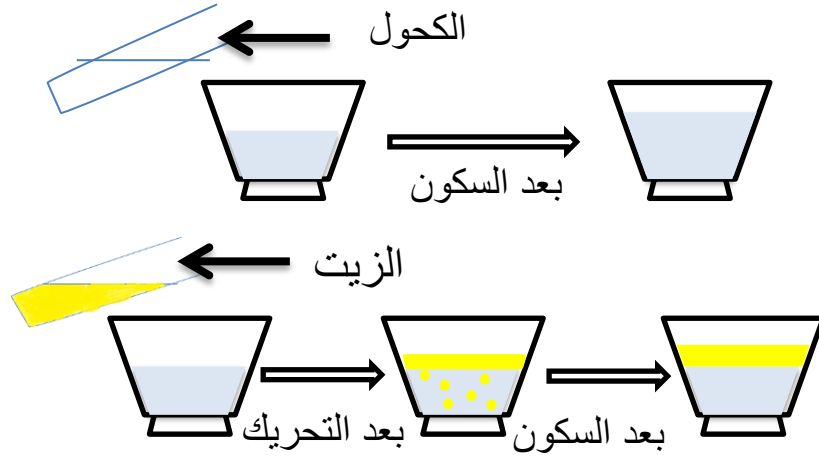 الكحول
بعد السكون
الزيت
بعد التحريك
بعد السكون